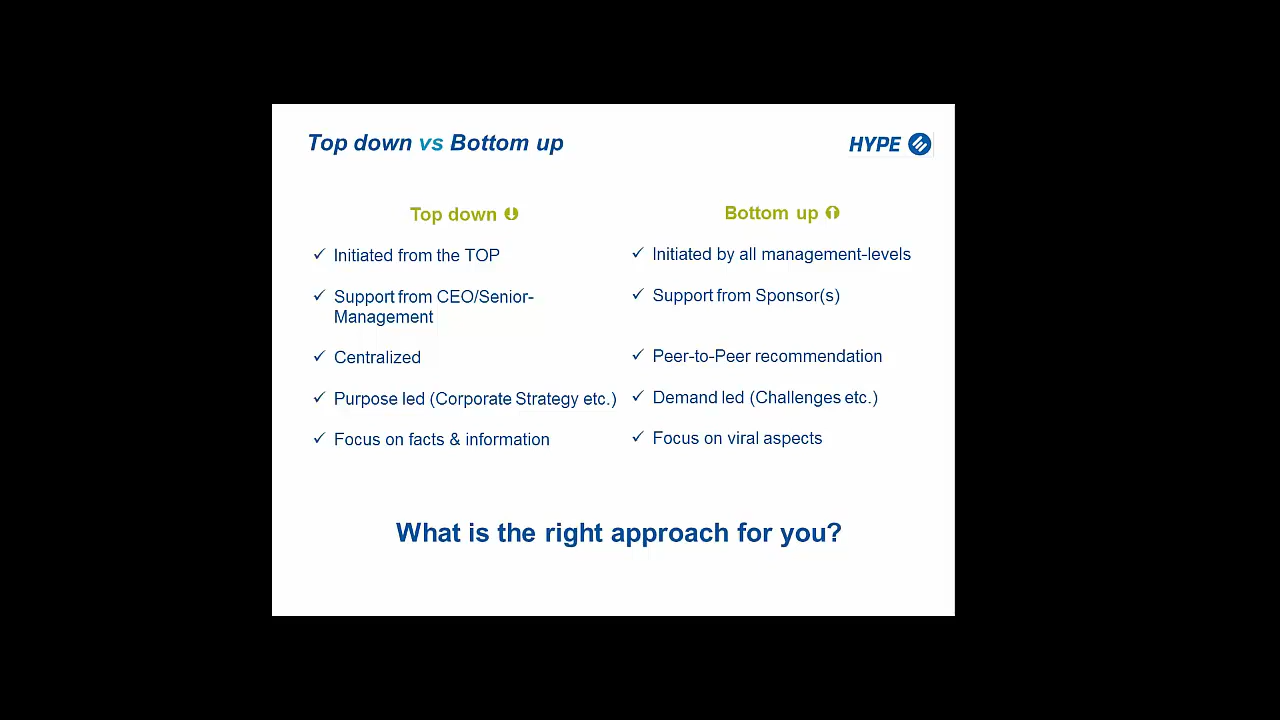 Top down vs Bottom up
HYPE
Top down
Initiated from the TOP
Support from CEO/Senior-
Management
Centralized
Purpose led (Corporate Strategy etc.)
Focus on facts & information
Bottom up
Initiated by all management-levels
Support from Sponsor(s)
Peer-to-Peer recommendation
Demand led (Challenges etc.)
Focus on viral aspects
What is the right approach for you?